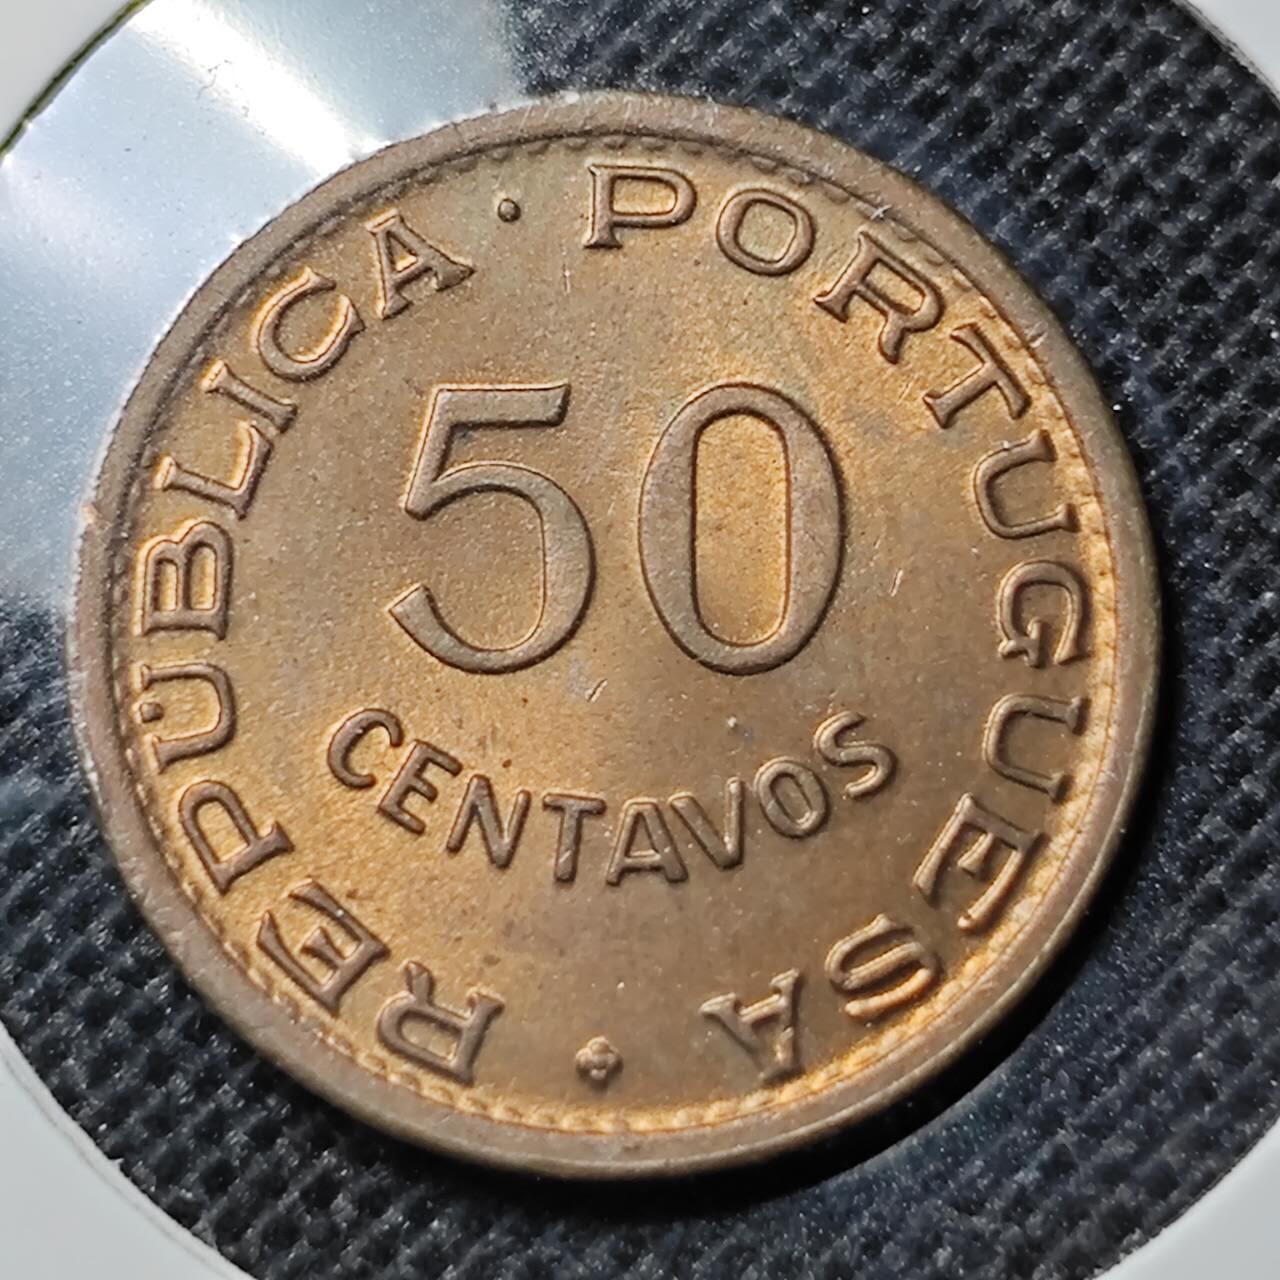 REPÚBLICA · PORTUGUESA
50
CENTAVOS